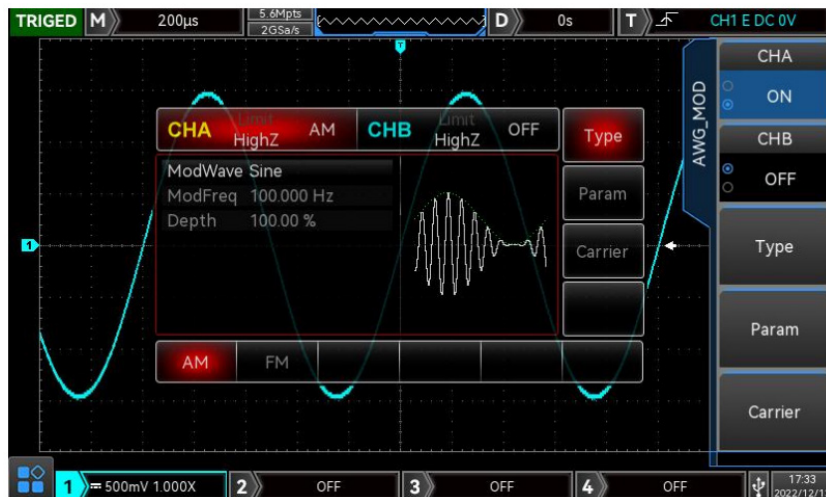 TRIGED M 200μs 5.6Mpts 2GSa/s D 0s T CH1 E DC 0V
T
CHA Limit HighZ AM CHB Limit HighZ OFF
ModWave Sine
ModFreq 100.000 Hz
Depth 100.00 %
AM FM
Type
Param
Carrier
1
AWG_MOD
CHA
ON
CHB
OFF
Type
Param
Carrier
1 500mV 1.000X 2 OFF 3 OFF 4 OFF
17:33